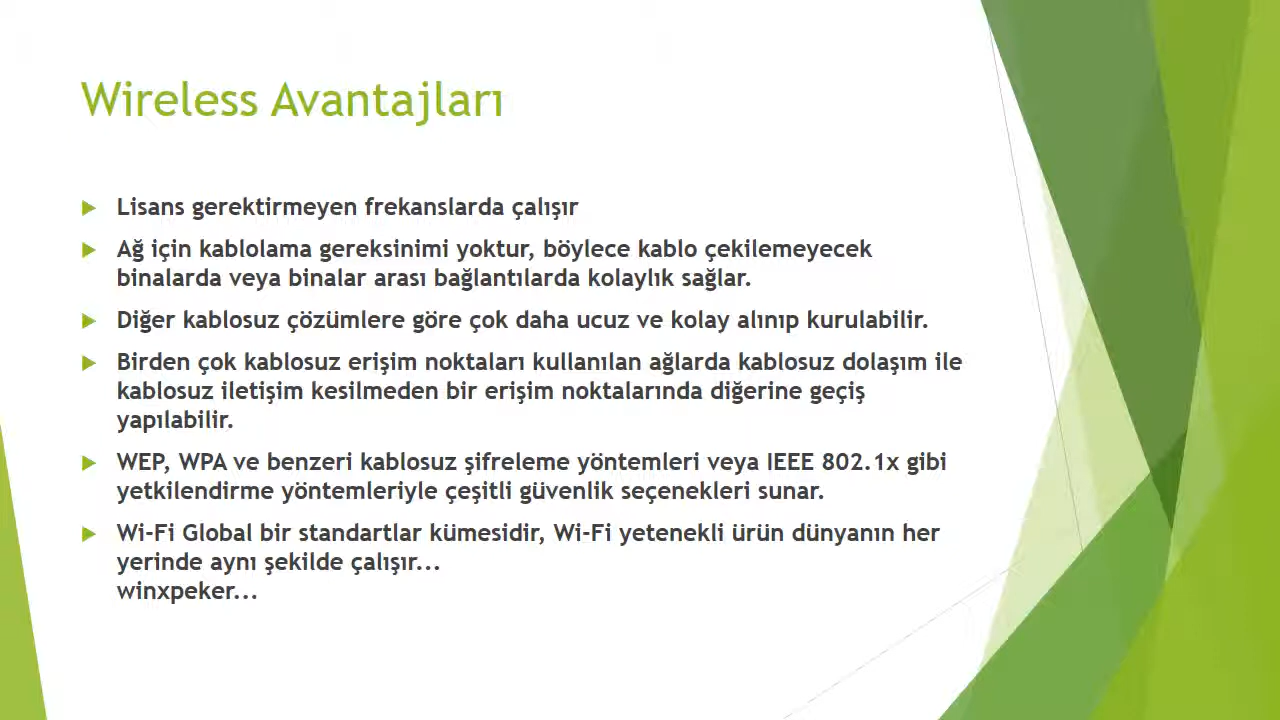 Wireless Avantajları
Lisans gerektirmeyen frekanslarda çalışır
Ağ için kablolama gereksinimi yoktur, böylece kablo çekilemeyecek
binalarda veya binalar arası bağlantılarda kolaylık sağlar.
Diğer kablosuz çözümlere göre çok daha ucuz ve kolay alınıp kurulabilir.
Birden çok kablosuz erişim noktaları kullanılan ağlarda kablosuz dolaşım ile
kablosuz iletişim kesilmeden bir erişim noktalarında diğerine geçiş
yapılabilir.
WEP, WPA ve benzeri kablosuz şifreleme yöntemleri veya IEEE 802.1x gibi
yetkilendirme yöntemleriyle çeşitli güvenlik seçenekleri sunar.
Wi-Fi Global bir standartlar kümesidir, Wi-Fi yetenekli ürün dünyanın her
yerinde aynı şekilde çalışır...
winxpeker...